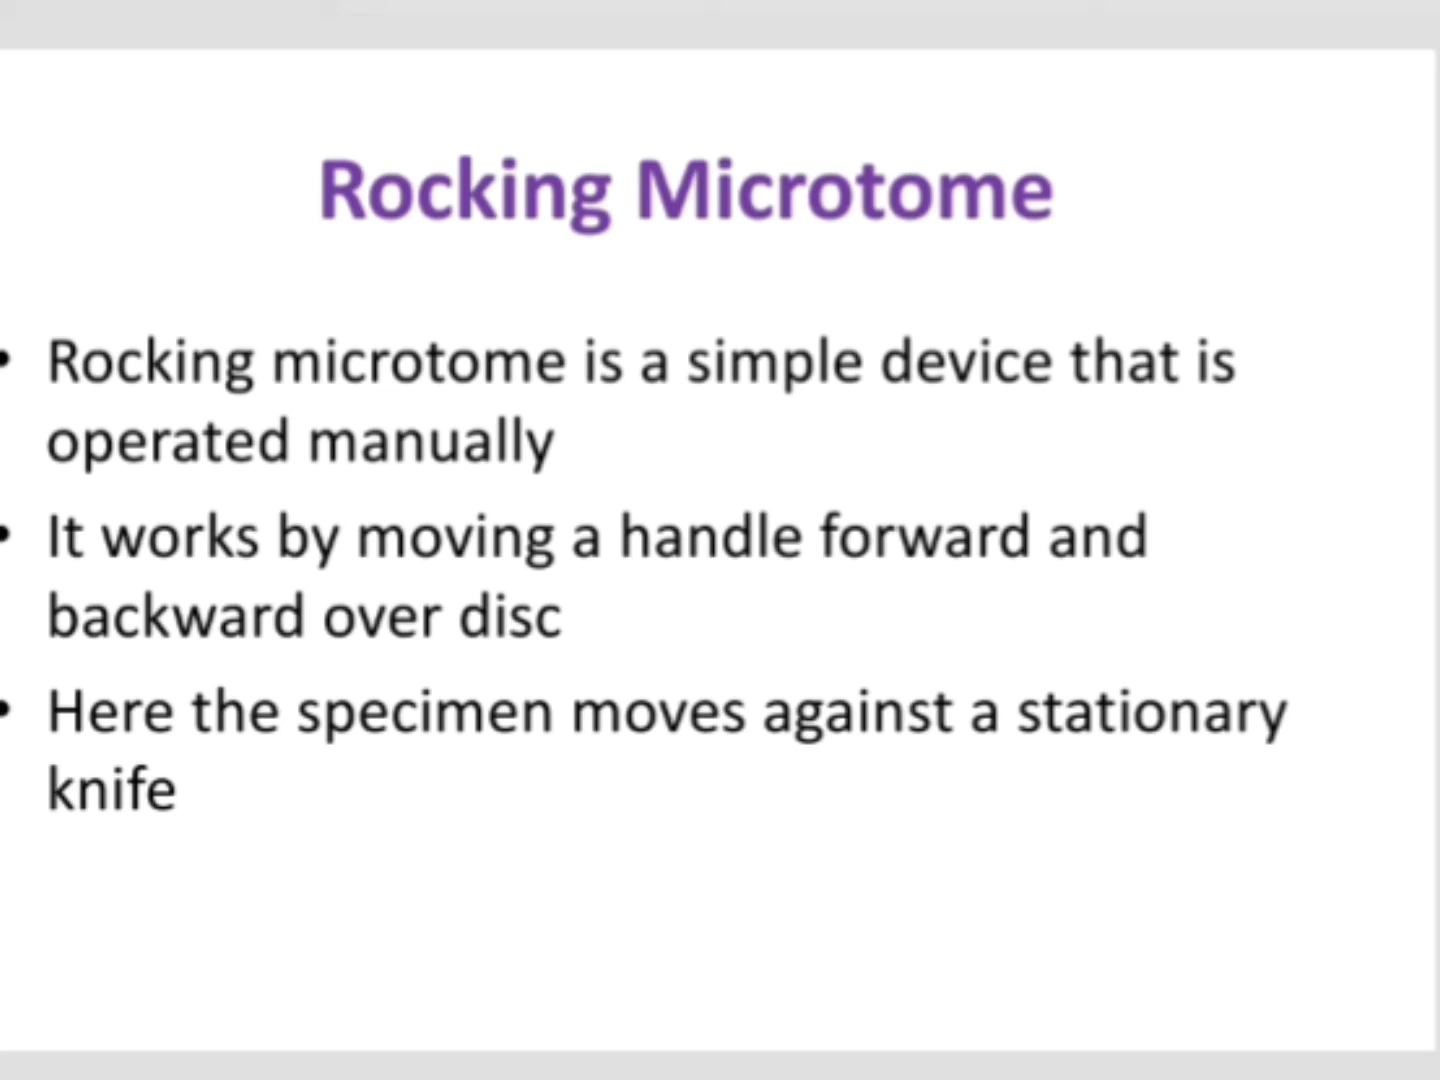 Rocking Microtome
• Rocking microtome is a simple device that is
operated manually
• It works by moving a handle forward and
backward over disc
• Here the specimen moves against a stationary
knife